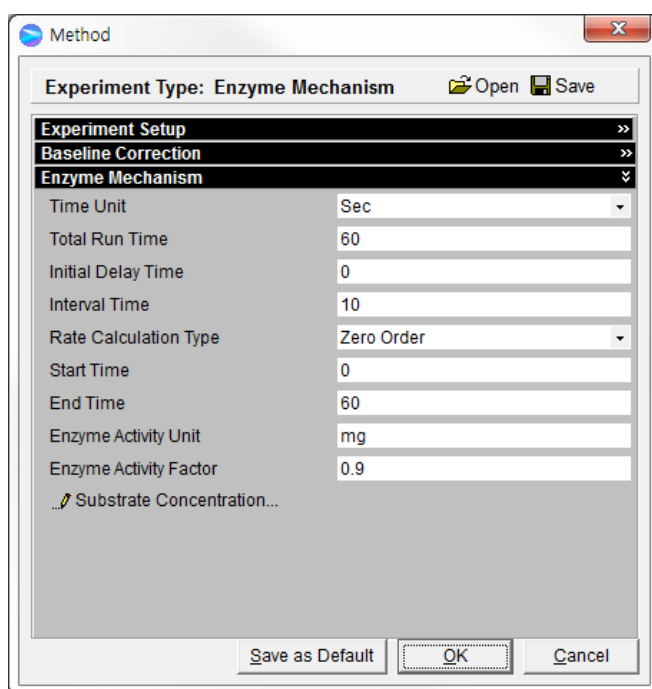 Method
Experiment Type: Enzyme Mechanism Open Save
Experiment Setup
Baseline Correction
Enzyme Mechanism
Time Unit Sec
Total Run Time 60
Initial Delay Time 0
Interval Time 10
Rate Calculation Type Zero Order
Start Time 0
End Time 60
Enzyme Activity Unit mg
Enzyme Activity Factor 0.9
Substrate Concentration...
Save as Default OK Cancel